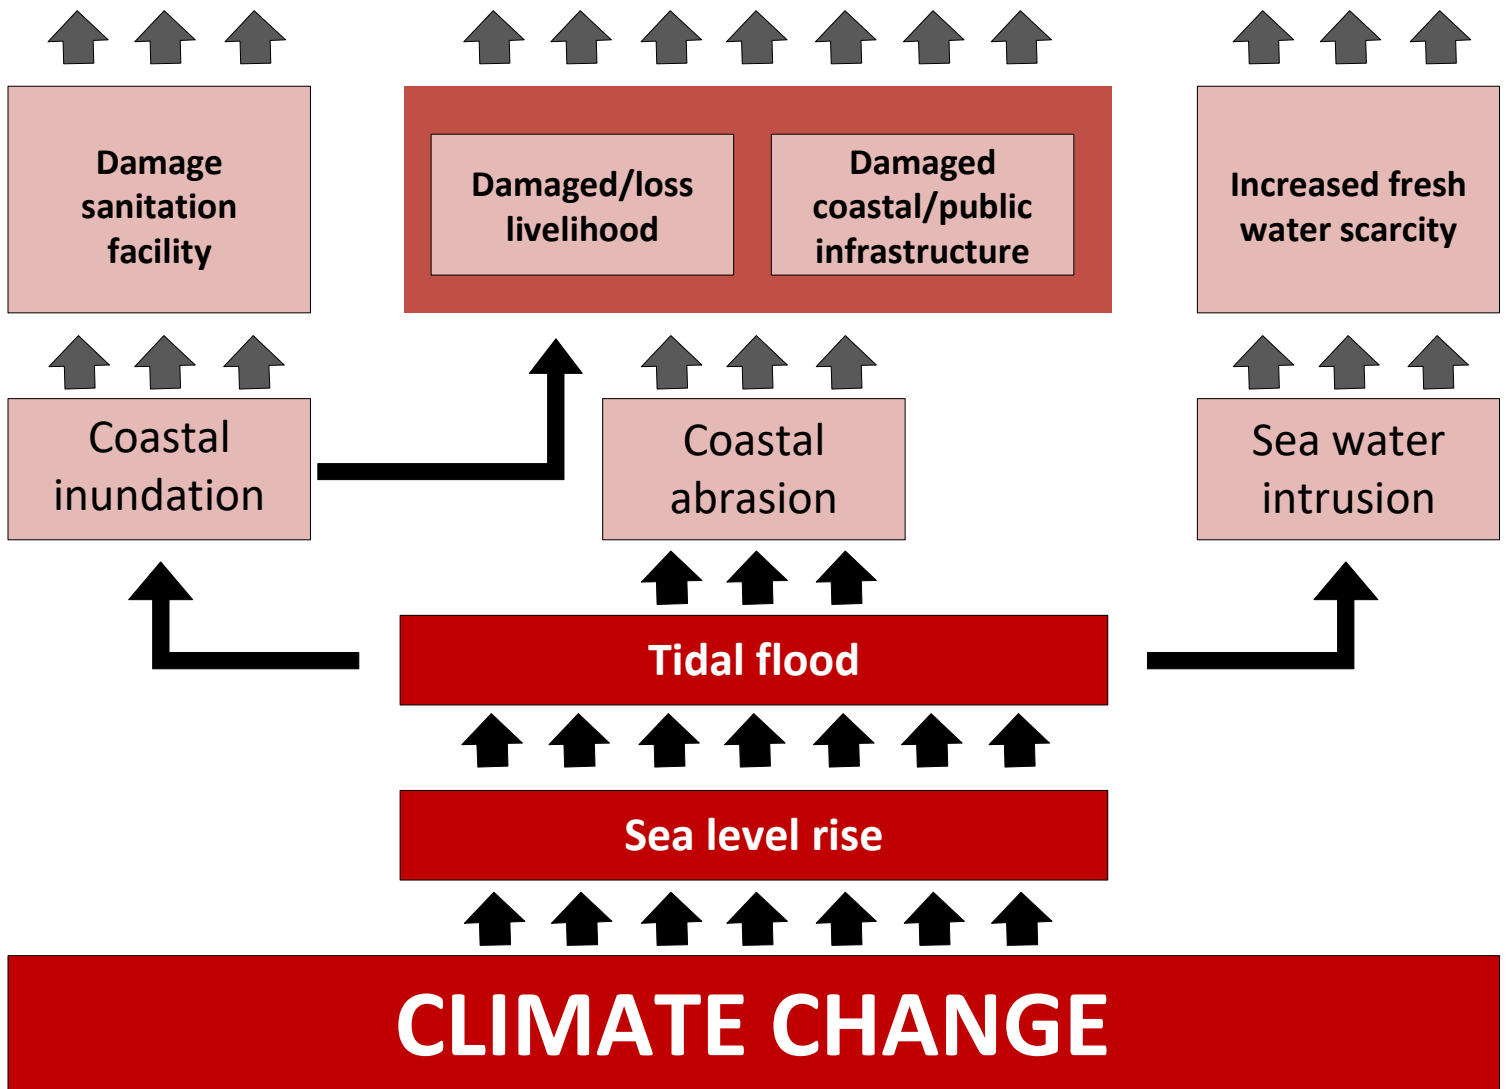 Damage
sanitation
facility
Damaged/loss
livelihood
Damaged
coastal/public
infrastructure
Increased fresh
water scarcity
Coastal
inundation
Coastal
abrasion
Sea water
intrusion
Tidal flood
Sea level rise
CLIMATE CHANGE